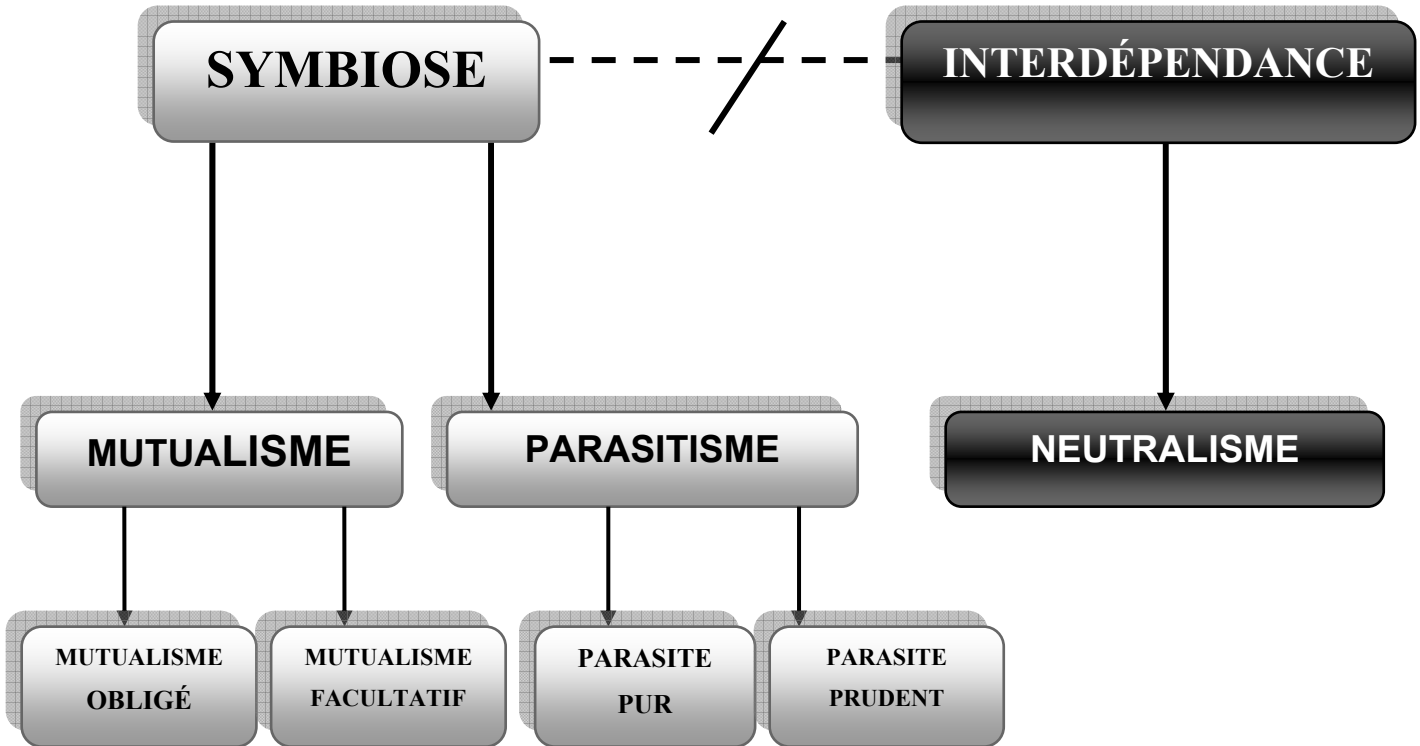 SYMBIOSE
INTERDÉPENDANCE
MUTUALISME
PARASITISME
NEUTRALISME
MUTUALISME
OBLIGÉ
MUTUALISME
FACULTATIF
PARASITE
PUR
PARASITE
PRUDENT